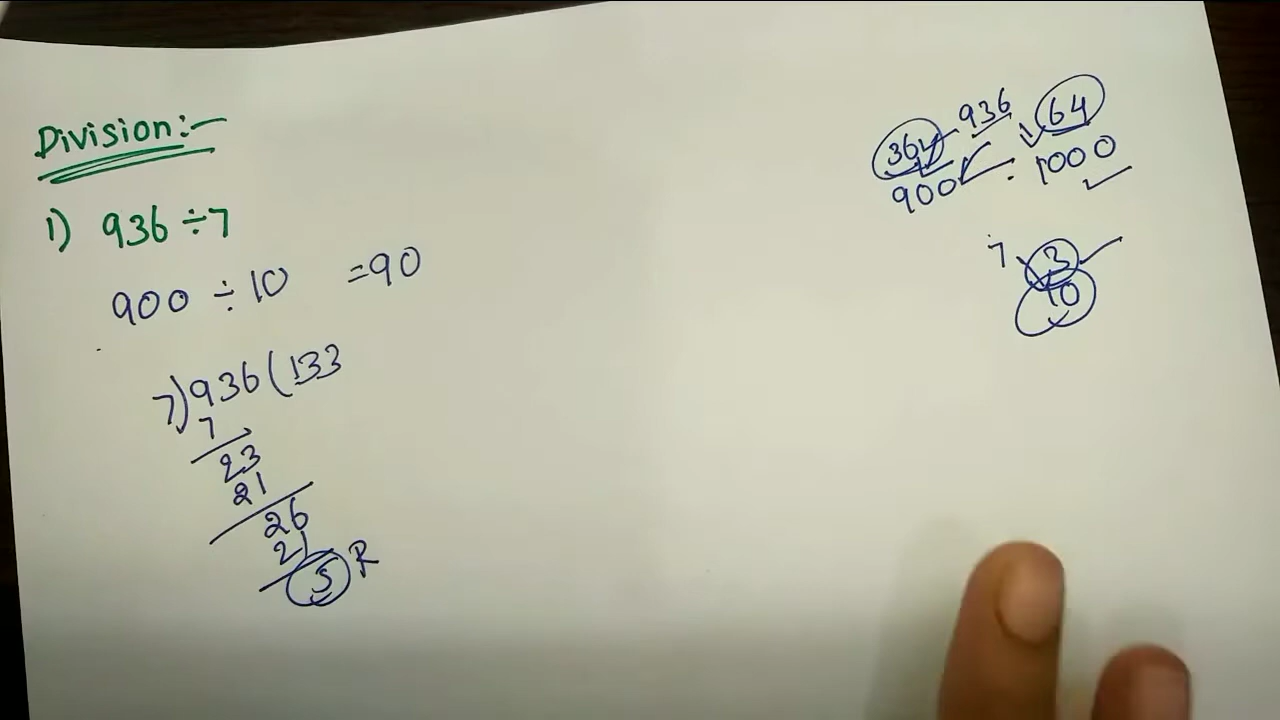 Division:-
1) 936 ÷ 7
900 ÷ 10 = 90
7)936(133
7
23
21
26
21
5 R
936 64
36
900 1000
7 3
10